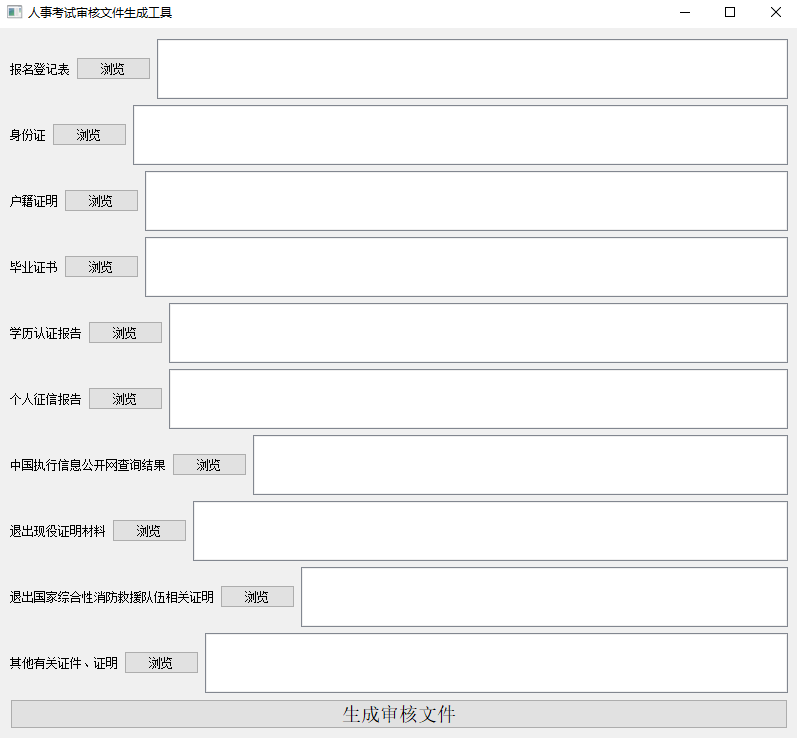 人事考试审核文件生成工具
报名登记表 浏览
身份证 浏览
户籍证明 浏览
毕业证书 浏览
学历认证报告 浏览
个人征信报告 浏览
中国执行信息公开网查询结果 浏览
退出现役证明材料 浏览
退出国家综合性消防救援队伍相关证明 浏览
其他有关证件、证明 浏览
生成审核文件